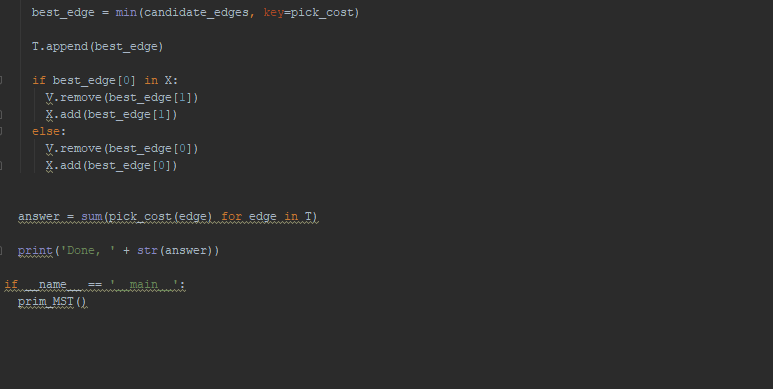 best_edge = min(candidate_edges, key=pick_cost)
T.append(best_edge)
if best_edge[0] in X:
V.remove(best_edge[1])
X.add(best_edge[1])
else:
V.remove(best_edge[0])
X.add(best_edge[0])
answer = sum(pick_cost(edge) for edge in T)
print('Done, ' + str(answer))
if __name__ == '__main__':
prim_MST()